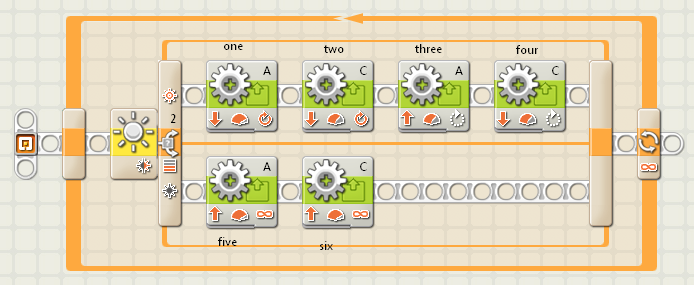 one two three four
A C A C
2
A C
five six